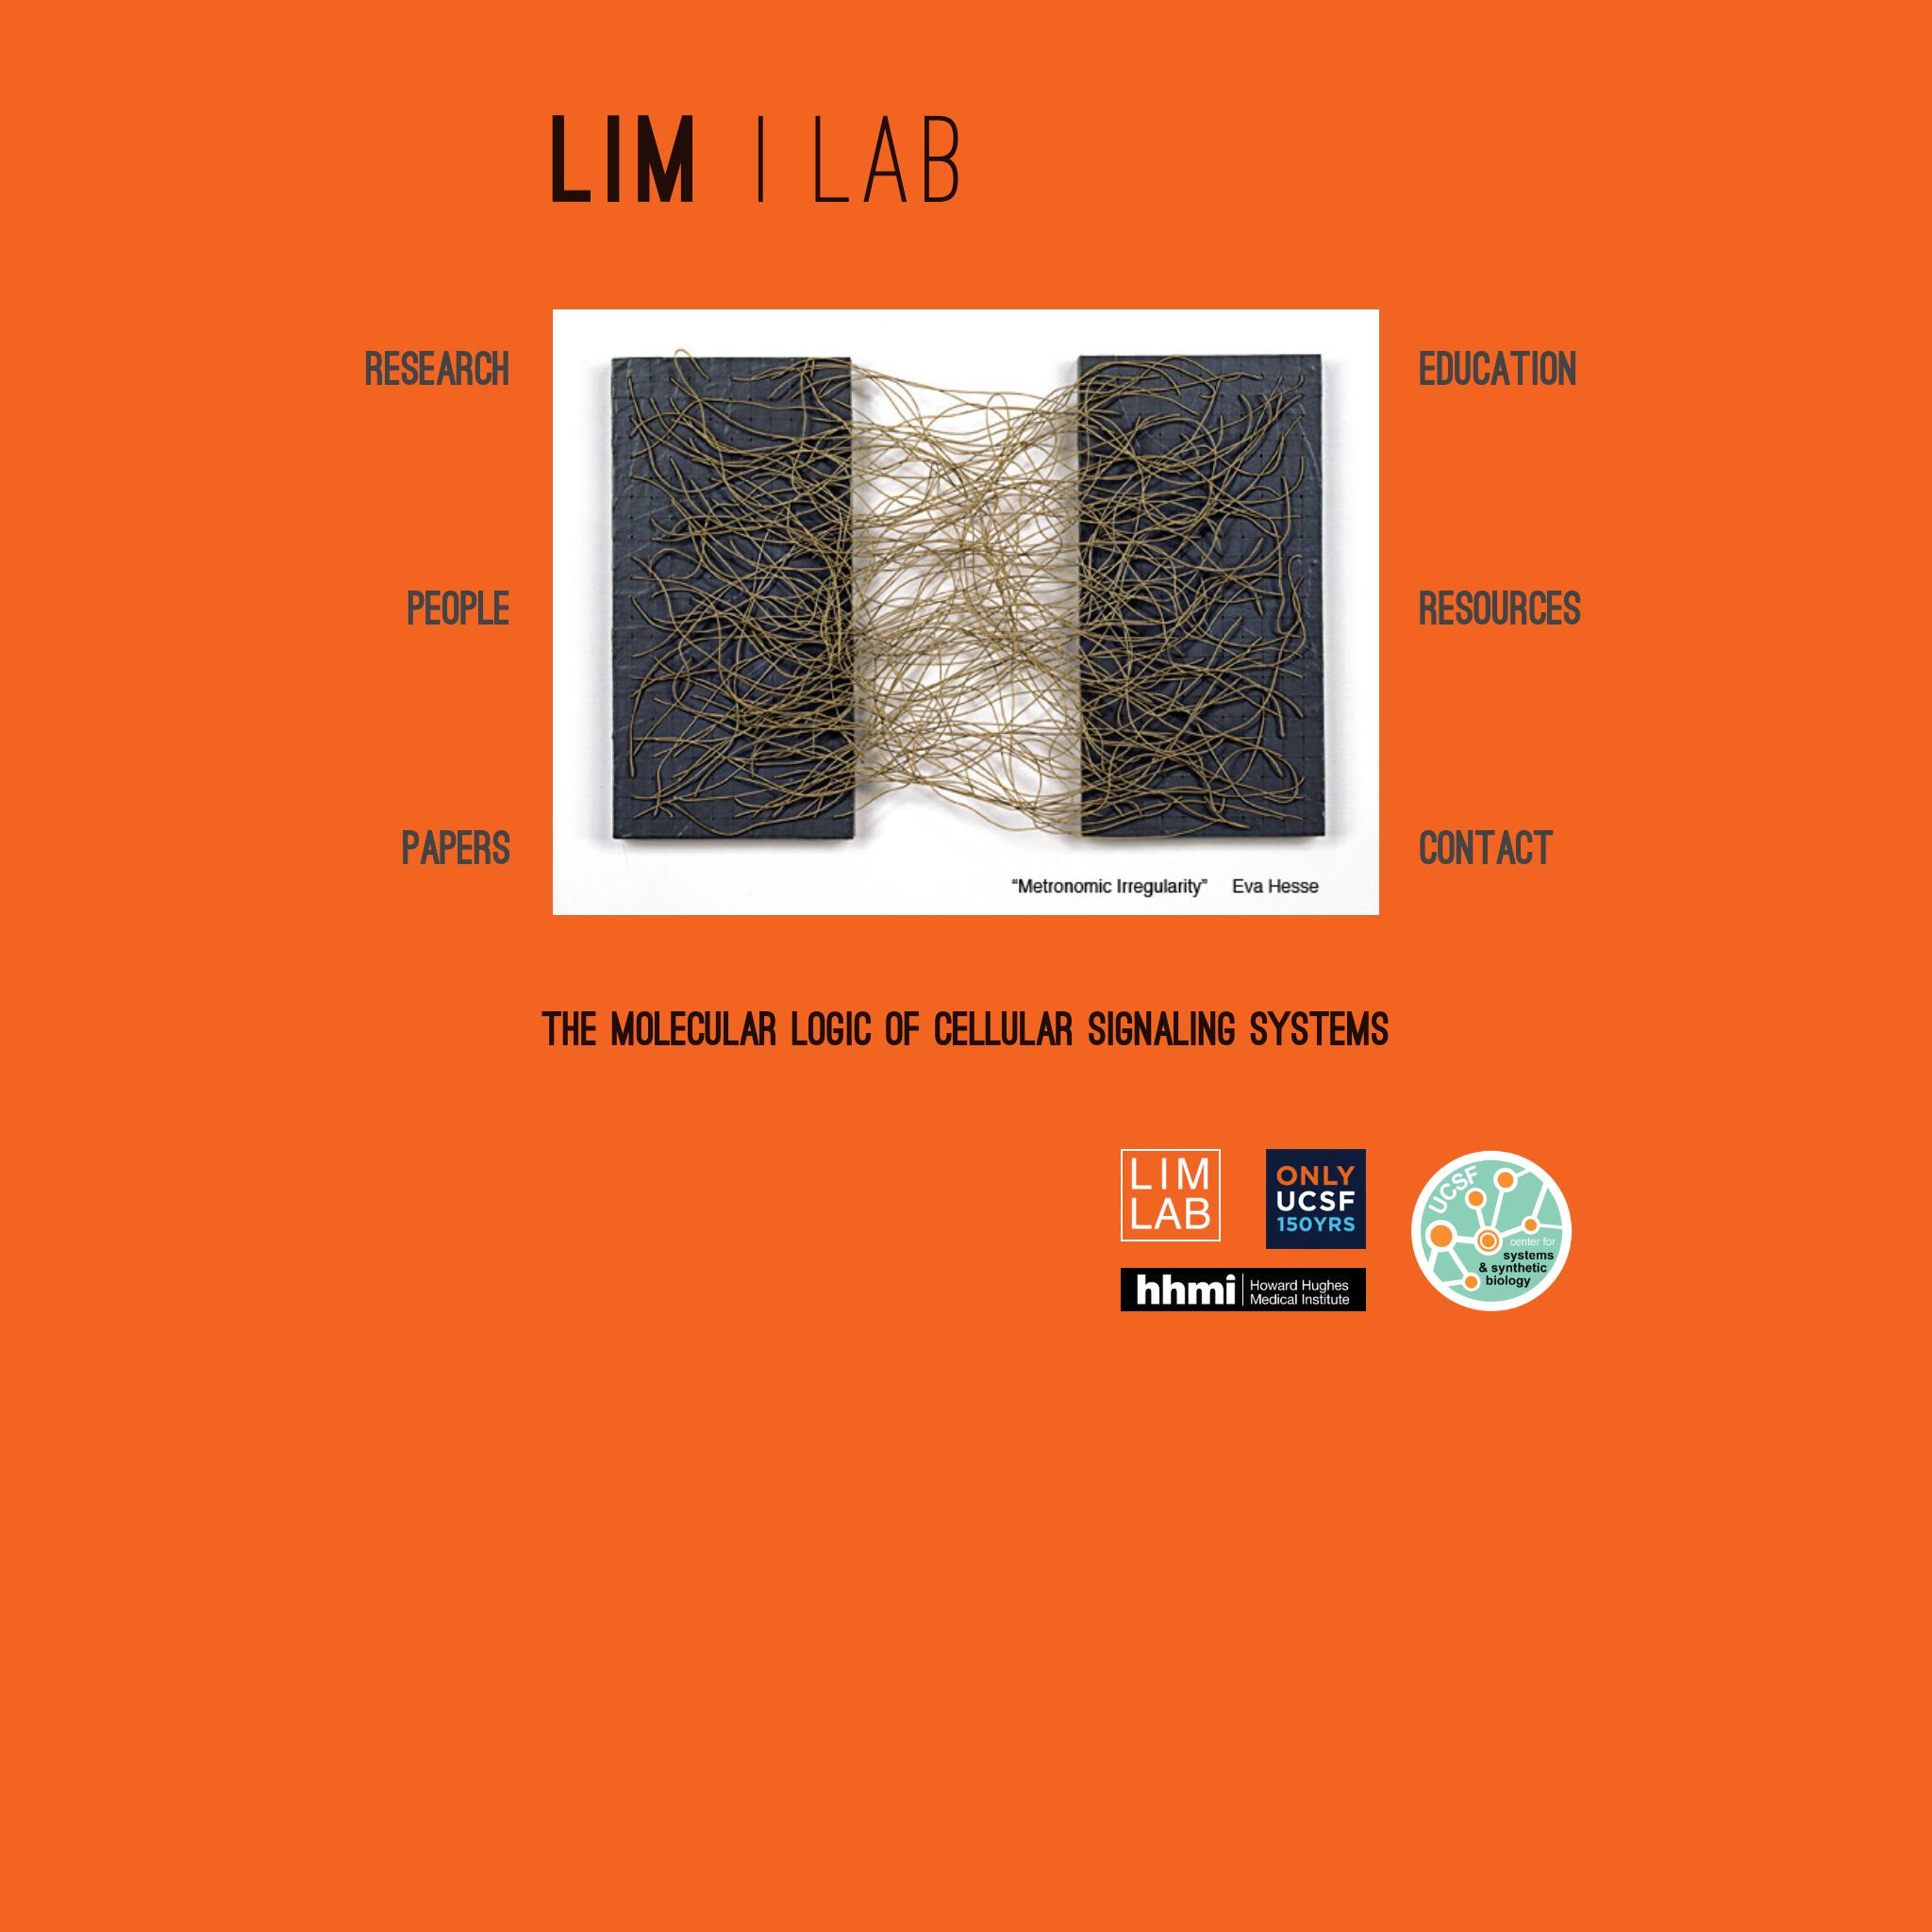 LIM | LAB
RESEARCH
EDUCATION
PEOPLE
RESOURCES
PAPERS
CONTACT
“Metronomic Irregularity” Eva Hesse
THE MOLECULAR LOGIC OF CELLULAR SIGNALING SYSTEMS
LIM
LAB
ONLY
UCSF
150YRS
hhmi
Howard Hughes
Medical Institute
UCSF
center for
systems
& synthetic
biology